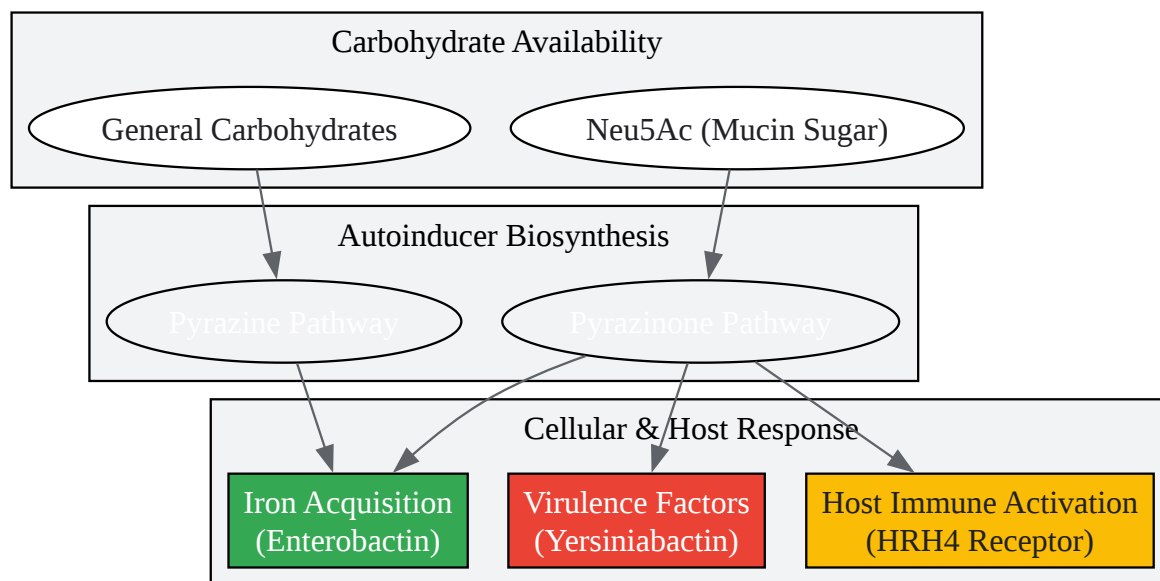 Carbohydrate Availability
General Carbohydrates
Neu5Ac (Mucin Sugar)
Autoinducer Biosynthesis
Pyrazine Pathway
Pyrazinone Pathway
Cellular & Host Response
Iron Acquisition
(Enterobactin)
Virulence Factors
(Yersiniabactin)
Host Immune Activation
(HRH4 Receptor)